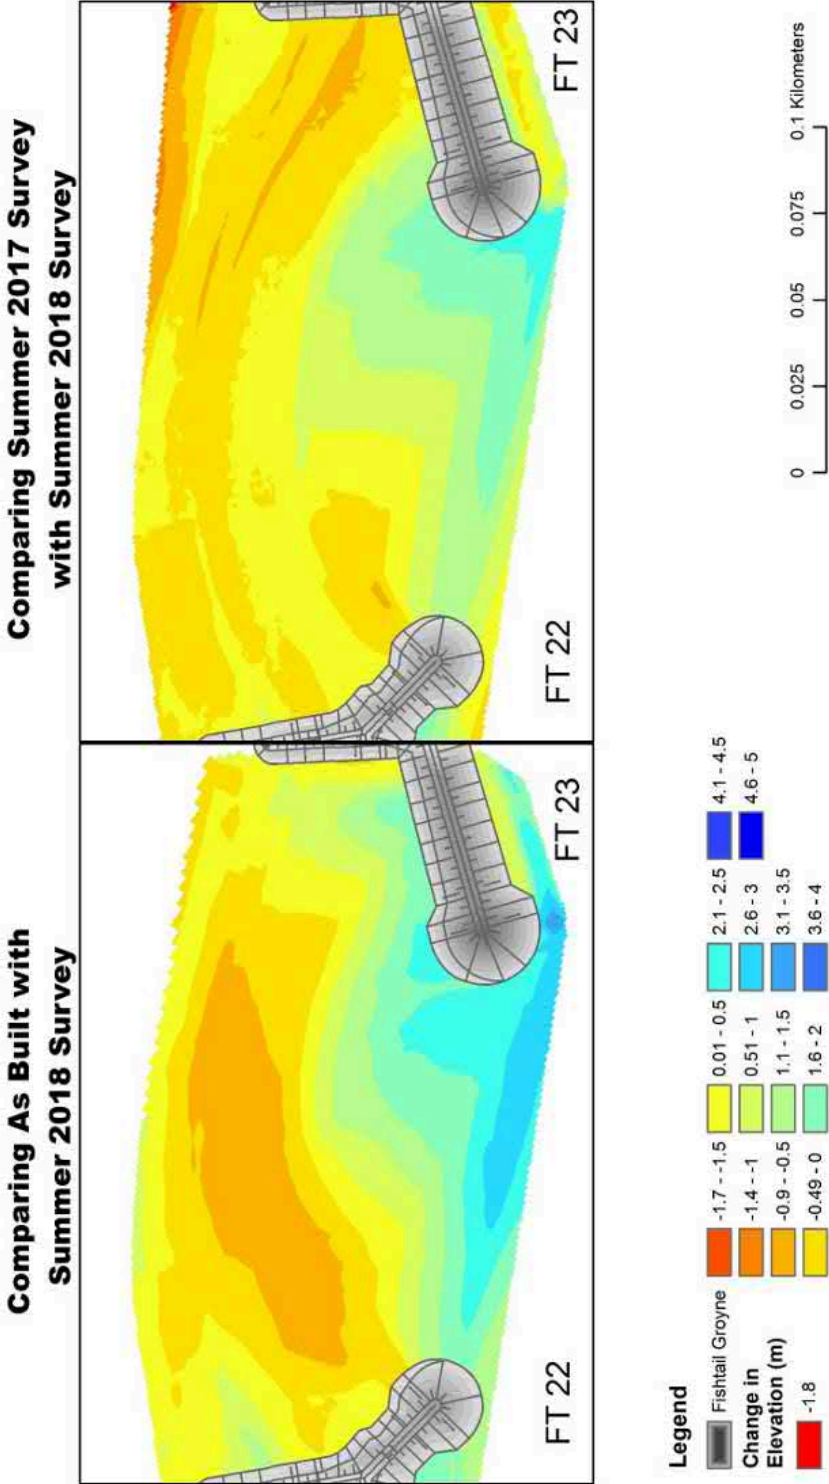 Comparing As Built with
Summer 2018 Survey
FT 22
FT 23
Comparing Summer 2017 Survey
with Summer 2018 Survey
FT 22
FT 23
Legend
Fishtail Groyne
Change in
Elevation (m)
-1.8
-1.7 - -1.5
-1.4 - -1
-0.9 - -0.5
-0.49 - 0
0.01 - 0.5
0.51 - 1
1.1 - 1.5
1.6 - 2
2.1 - 2.5
2.6 - 3
3.1 - 3.5
3.6 - 4
4.1 - 4.5
4.6 - 5
0 0.025 0.05 0.075 0.1 Kilometers